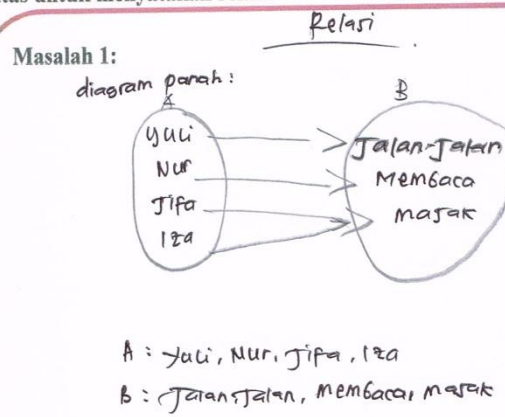 Relasi
Masalah 1:
diagram panah :
A
B
Yuli
Nur
Jifa
Iza
Jalan-Jalan
Membaca
masak
A : Yuli, Nur, Jifa, Iza
B : Jalan-Jalan, membaca, masak